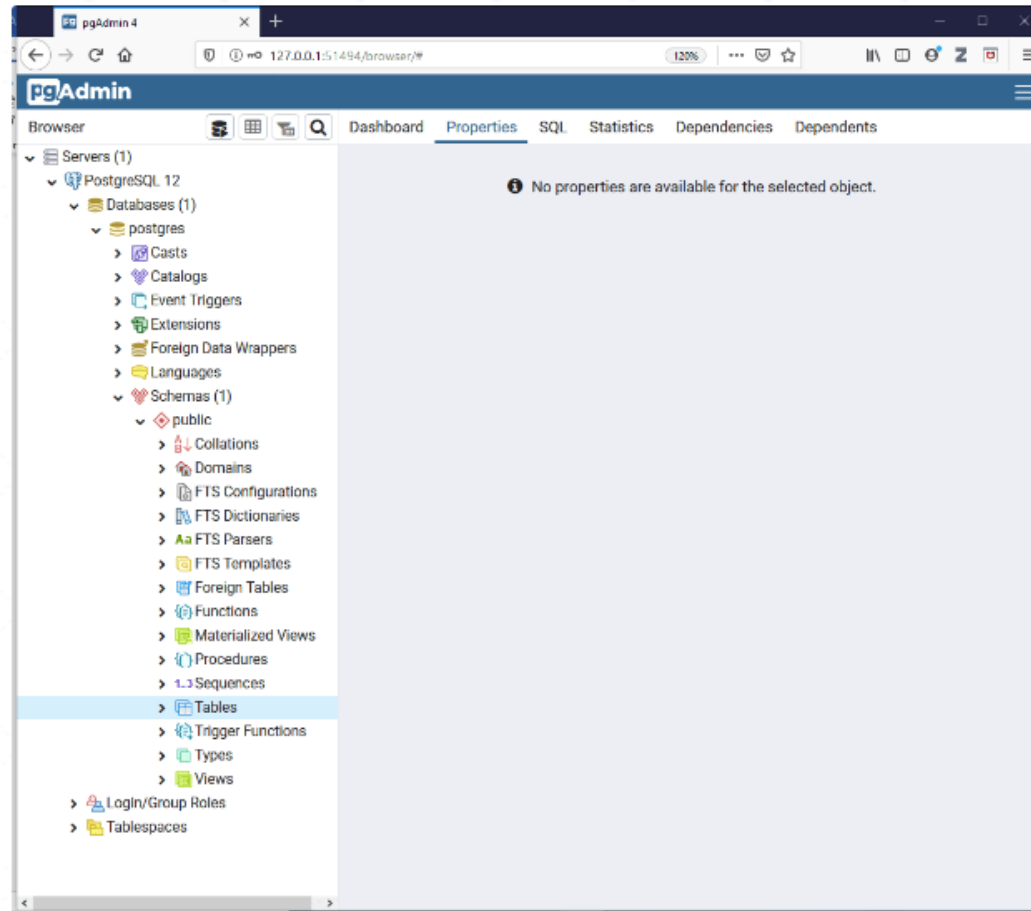 pgAdmin 4
127.0.0.1:51494/browser/#
120%
pgAdmin
Browser
Dashboard Properties SQL Statistics Dependencies Dependents
Servers (1)
PostgreSQL 12
Databases (1)
postgres
Casts
Catalogs
Event Triggers
Extensions
Foreign Data Wrappers
Languages
Schemas (1)
public
Collations
Domains
FTS Configurations
FTS Dictionaries
Aa FTS Parsers
FTS Templates
Foreign Tables
Functions
Materialized Views
Procedures
1..3 Sequences
Tables
Trigger Functions
Types
Views
Login/Group Roles
Tablespaces
No properties are available for the selected object.